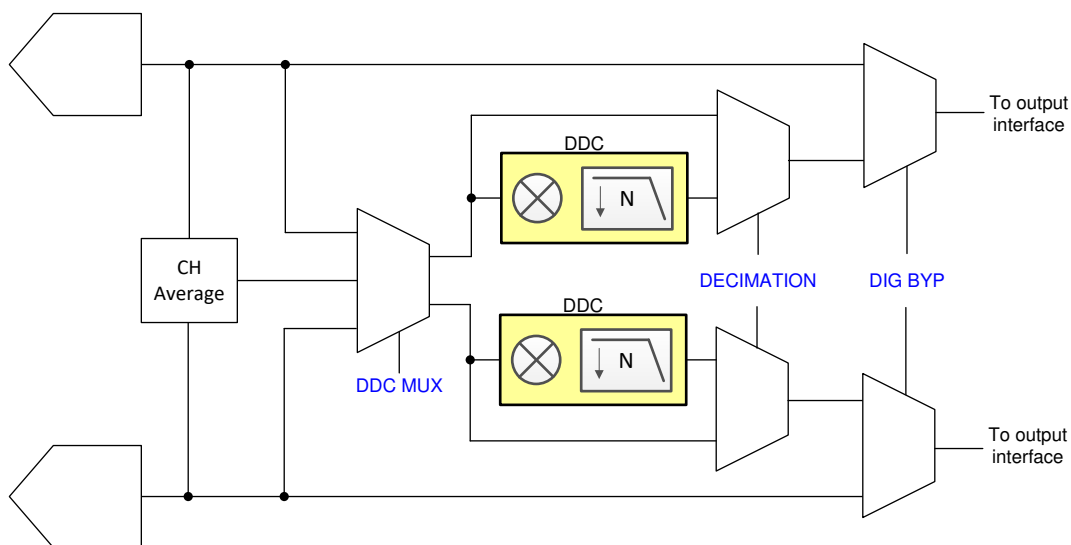 To output
interface
DDC
N
CH
Average
DECIMATION
DIG BYP
DDC
N
DDC MUX
To output
interface